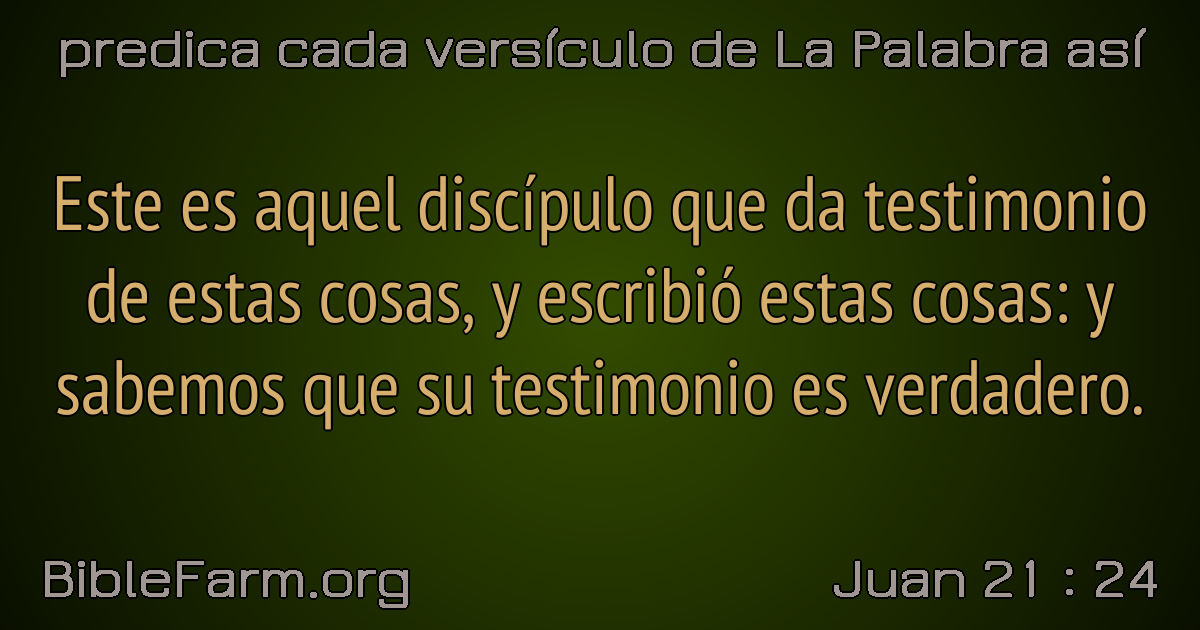 predica cada versículo de La Palabra así
Este es aquel discípulo que da testimonio
de estas cosas, y escribió estas cosas: y
sabemos que su testimonio es verdadero.
BibleFarm.org
Juan 21 : 24